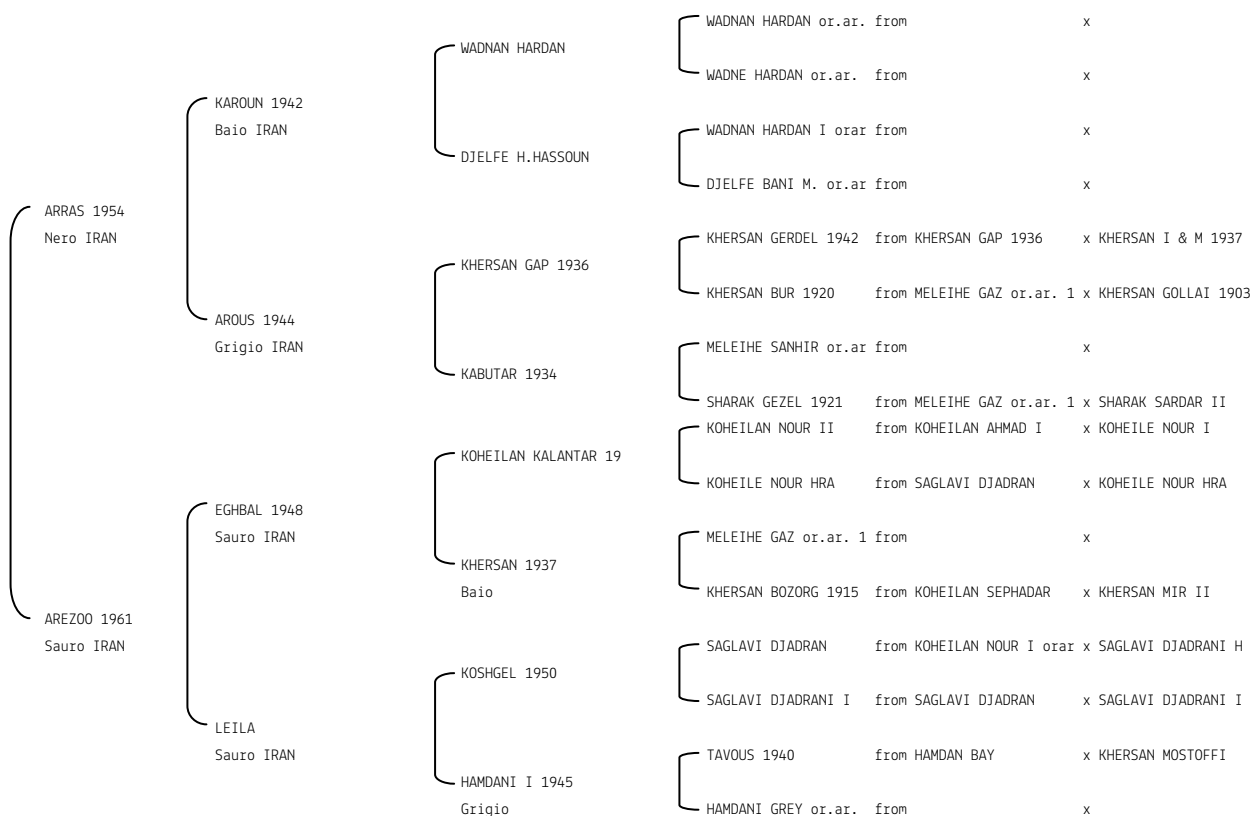 WADNAN HARDAN or.ar. from x
WADNAN HARDAN
WADNE HARDAN or.ar. from x
KAROUN 1942
Baio IRAN
WADNAN HARDAN I orar from x
DJELFE H.HASSOUN
DJELFE BANI M. or.ar from x
ARRAS 1954
Nero IRAN
KHERSAN GERDEL 1942 from KHERSAN GAP 1936 x KHERSAN I & M 1937
KHERSAN GAP 1936
KHERSAN BUR 1920 from MELEIHE GAZ or.ar. 1 x KHERSAN GOLLAI 1903
AROUS 1944
Grigio IRAN
MELEIHE SANHIR or.ar from x
KABUTAR 1934
SHARAK GEZEL 1921 from MELEIHE GAZ or.ar. 1 x SHARAK SARDAR II
KOHEILAN NOUR II from KOHEILAN AHMAD I x KOHEILE NOUR I
KOHEILAN KALANTAR 19
KOHEILE NOUR HRA from SAGLAVI DJADRAN x KOHEILE NOUR HRA
EGHBAL 1948
Sauro IRAN
MELEIHE GAZ or.ar. 1 from x
KHERSAN 1937
Baio
KHERSAN BOZORG 1915 from KOHEILAN SEPHADAR x KHERSAN MIR II
AREZOO 1961
Sauro IRAN
SAGLAVI DJADRAN from KOHEILAN NOUR I orar x SAGLAVI DJADRANI H
KOSHGEL 1950
SAGLAVI DJADRANI I from SAGLAVI DJADRAN x SAGLAVI DJADRANI I
LEILA
Sauro IRAN
TAVOUS 1940 from HAMDAN BAY x KHERSAN MOSTOFFI
HAMDANI I 1945
Grigio
HAMDANI GREY or.ar. from x